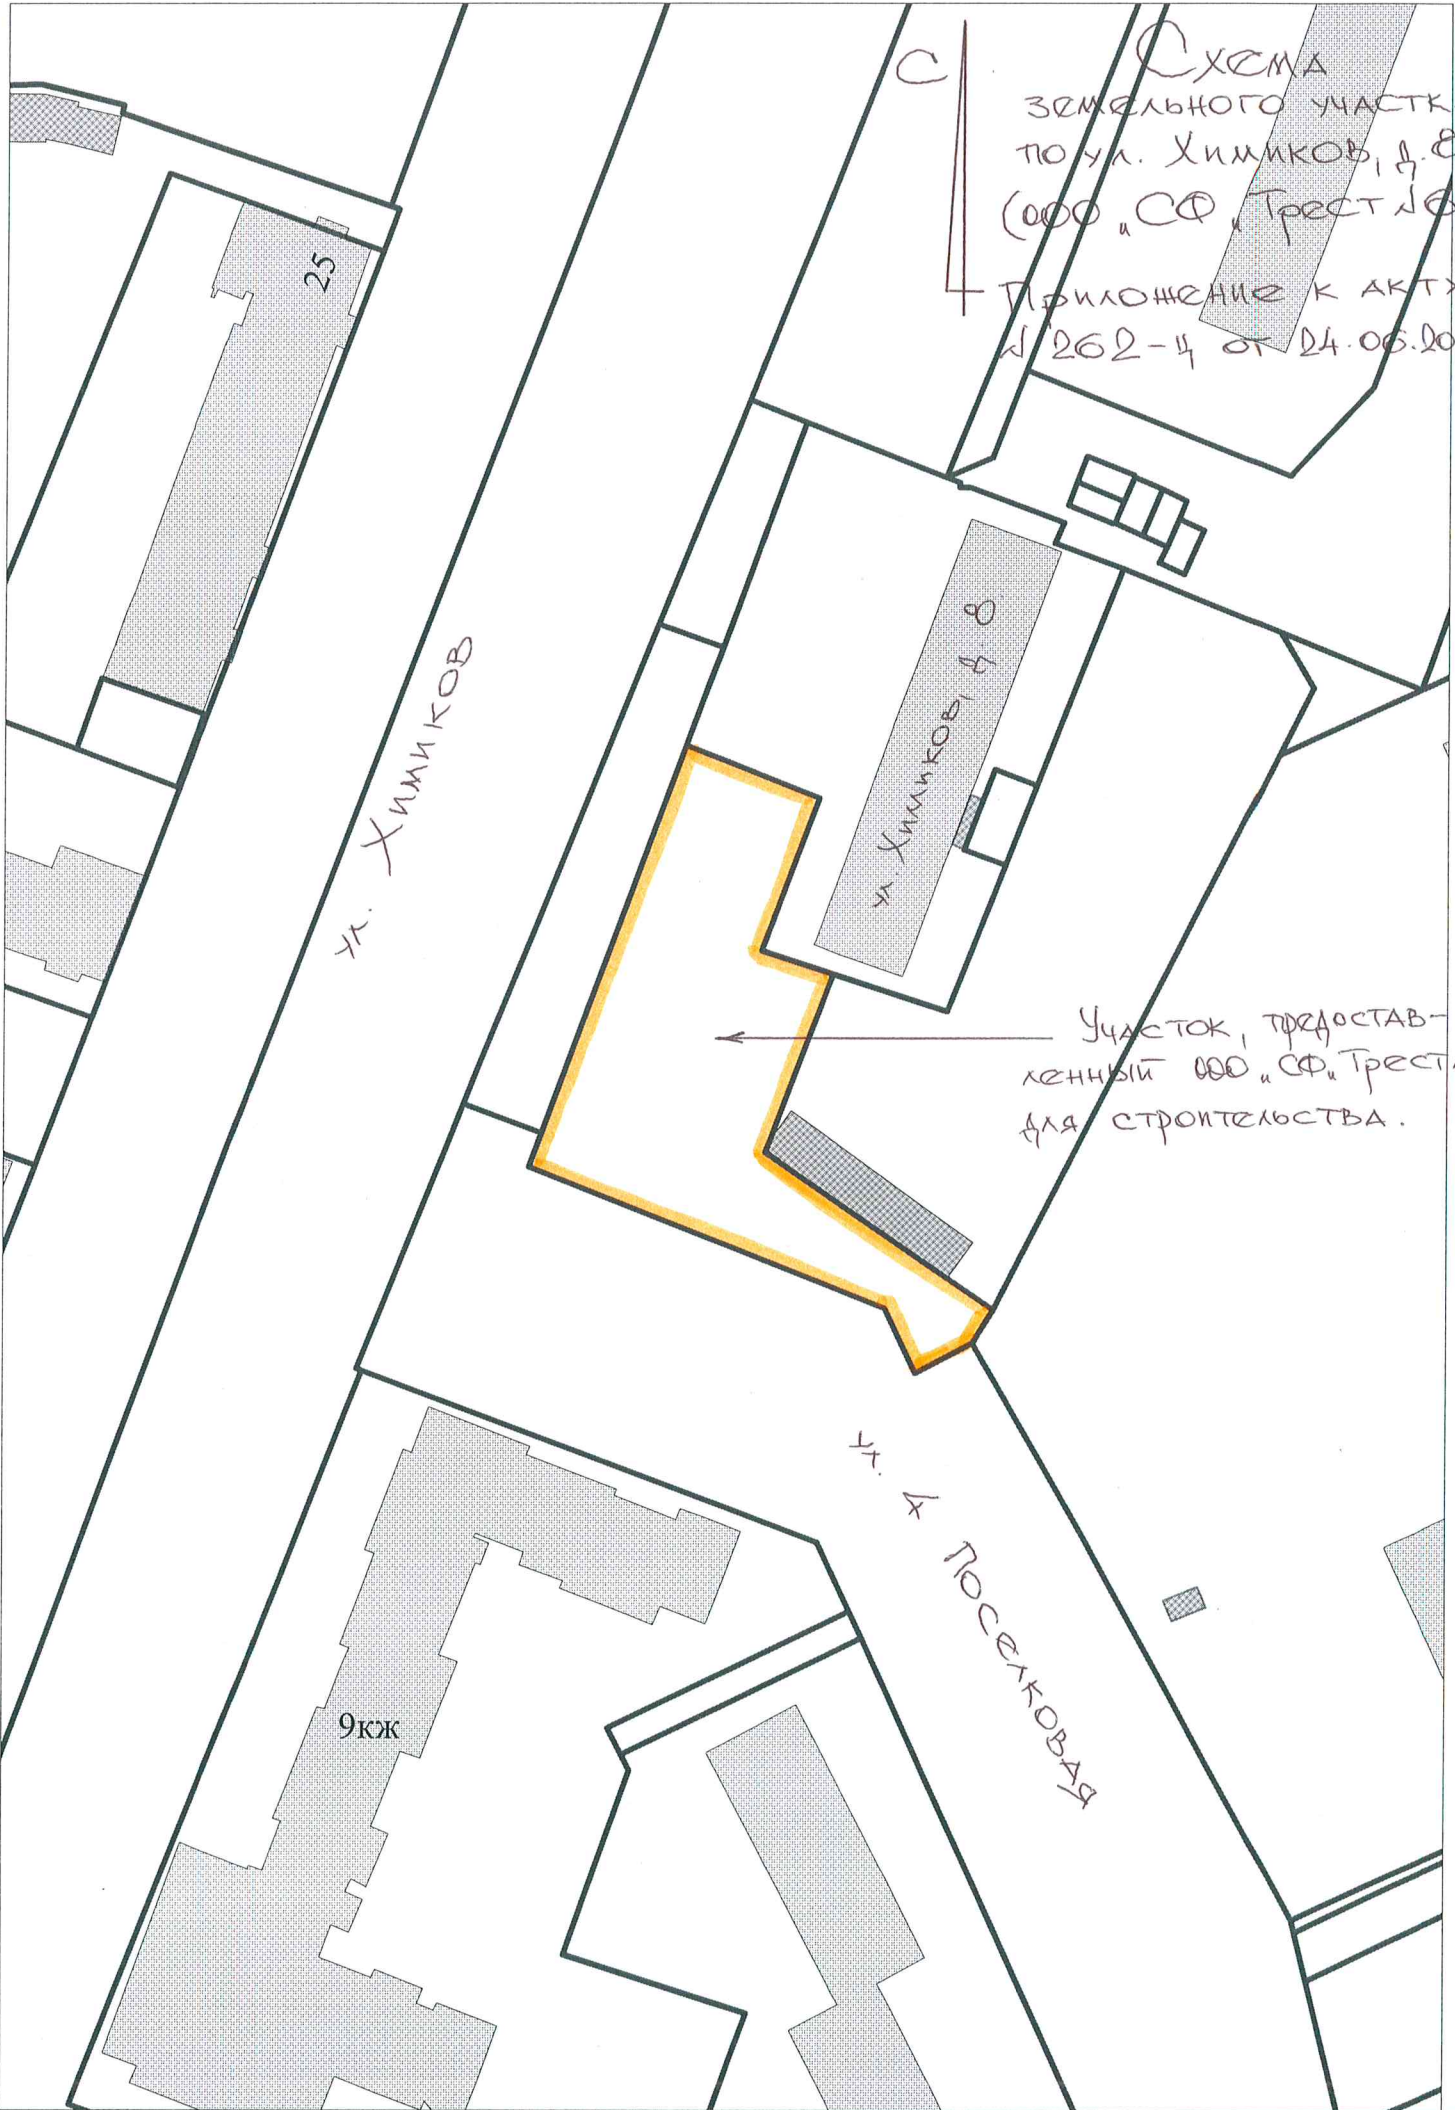 С
Схема
земельного участк
по ул. Химиков, д. 8
(ООО „СФ „Трест №6
Приложение к акту
№ 262-ц от 24.06.20
25
ул. Химиков
ул. Химиков, д 8
Участок, предостав-
ленный ООО „СФ „Трест
для строительства.
ул. 4 Поселковая
9кж